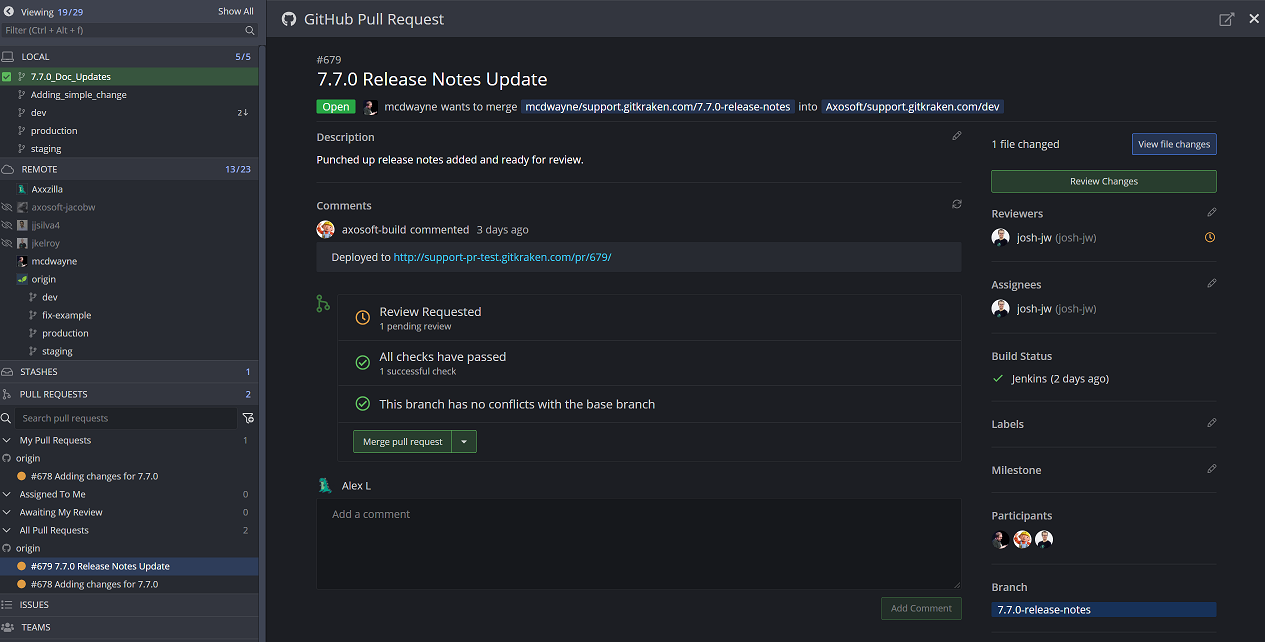 Viewing 19/29 Show All
Filter (Ctrl + Alt + f)
LOCAL 5/5
7.7.0_Doc_Updates
Adding_simple_change
dev 2↓
production
staging
REMOTE 13/23
Axxzilla
axosoft-jacobw
jjsilva4
jkelroy
mcdwayne
origin
dev
fix-example
production
staging
STASHES 1
PULL REQUESTS 2
Search pull requests
My Pull Requests 1
origin
#678 Adding changes for 7.7.0
Assigned To Me 0
Awaiting My Review 0
All Pull Requests 2
origin
#679 7.7.0 Release Notes Update
#678 Adding changes for 7.7.0
ISSUES
TEAMS
GitHub Pull Request
#679
7.7.0 Release Notes Update
Open mcdwayne wants to merge mcdwayne/support.gitkraken.com/7.7.0-release-notes into Axosoft/support.gitkraken.com/dev
Description
Punched up release notes added and ready for review.
Comments
axosoft-build commented 3 days ago
Deployed to http://support-pr-test.gitkraken.com/pr/679/
Review Requested
1 pending review
All checks have passed
1 successful check
This branch has no conflicts with the base branch
Merge pull request
Alex L
Add a comment
Add Comment
1 file changed View file changes
Review Changes
Reviewers
josh-jw (josh-jw)
Assignees
josh-jw (josh-jw)
Build Status
Jenkins (2 days ago)
Labels
Milestone
Participants
Branch
7.7.0-release-notes